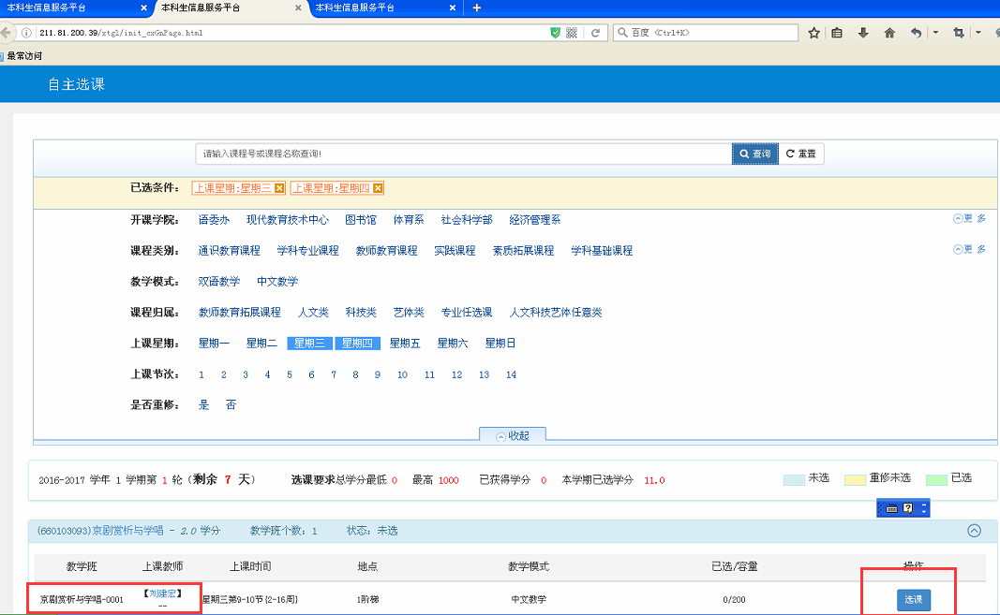 本科生信息服务平台 × 本科生信息服务平台 × 本科生信息服务平台 × +
211.81.200.39/xtgl/init_cxGnPage.html 百度 <Ctrl+K>
最常访问
自主选课
请输入课程号或课程名称查询! 查询 重置
已选条件: 上课星期:星期三 上课星期:星期四
开课学院: 语委办 现代教育技术中心 图书馆 体育系 社会科学部 经济管理系 更 多
课程类别: 通识教育课程 学科专业课程 教师教育课程 实践课程 素质拓展课程 学科基础课程 更 多
教学模式: 双语教学 中文教学
课程归属: 教师教育拓展课程 人文类 科技类 艺体类 专业任选课 人文科技艺体任意类
上课星期: 星期一 星期二 星期三 星期四 星期五 星期六 星期日
上课节次: 1 2 3 4 5 6 7 8 9 10 11 12 13 14
是否重修: 是 否
收起
2016-2017 学年 1 学期第 1 轮 (剩余 7 天) 选课要求总学分最低 0 最高 1000 已获得学分 0 本学期已选学分 11.0 未选 重修未选 已选
(660103093)京剧赏析与学唱 - 2.0 学分 教学班个数: 1 状态: 未选
教学班 上课教师 上课时间 地点 教学模式 已选/容量 操作
京剧赏析与学唱-0001 【刘建宏】 星期三第9-10节{2-16周} 1阶梯 中文教学 0/200 选课
--